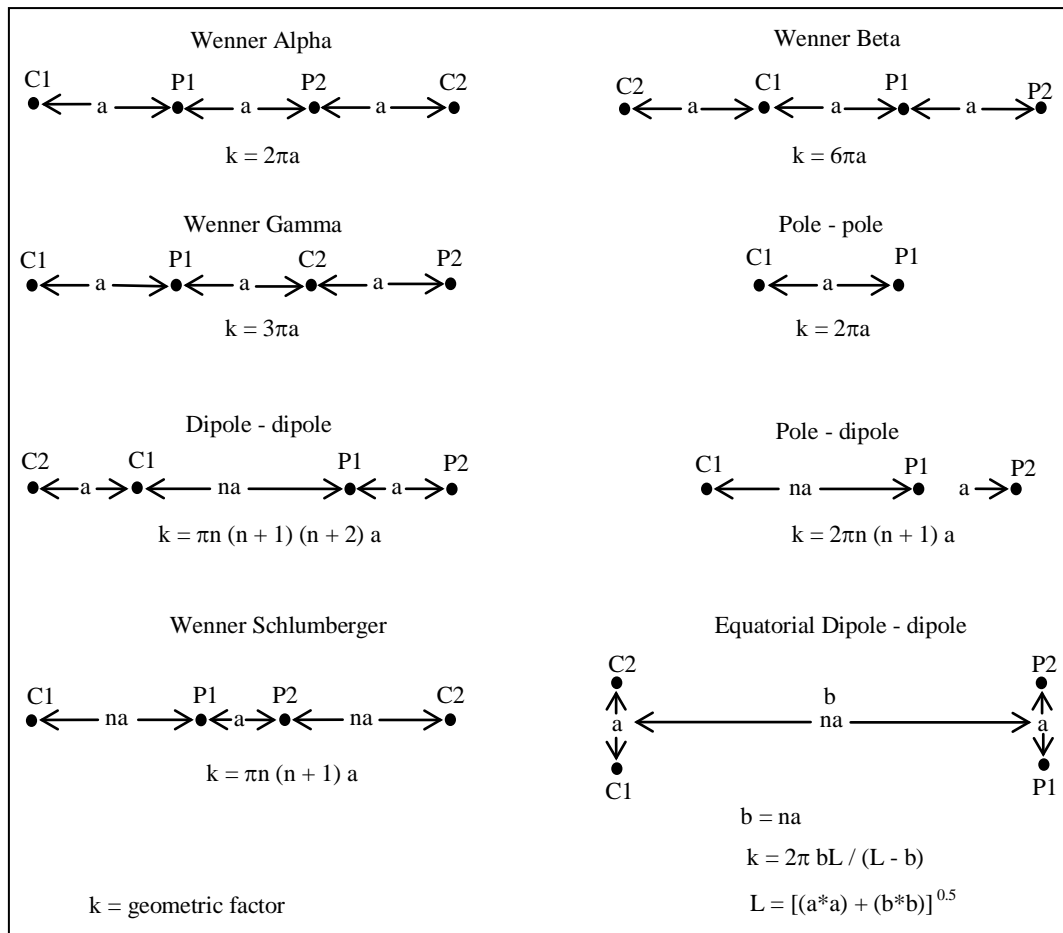 Wenner Alpha
C1 P1 P2 C2
a a a
k = 2πa
Wenner Beta
C2 C1 P1 P2
a a a
k = 6πa
Wenner Gamma
C1 P1 C2 P2
a a a
k = 3πa
Pole - pole
C1 P1
a
k = 2πa
Dipole - dipole
C2 C1 P1 P2
a na a
k = πn (n + 1) (n + 2) a
Pole - dipole
C1 P1 P2
na a
k = 2πn (n + 1) a
Wenner Schlumberger
C1 P1 P2 C2
na a na
k = πn (n + 1) a
Equatorial Dipole - dipole
C2 P2
b
a na a
C1 P1
b = na
k = 2π bL / (L - b)
L = [(a*a) + (b*b)]^0.5
k = geometric factor